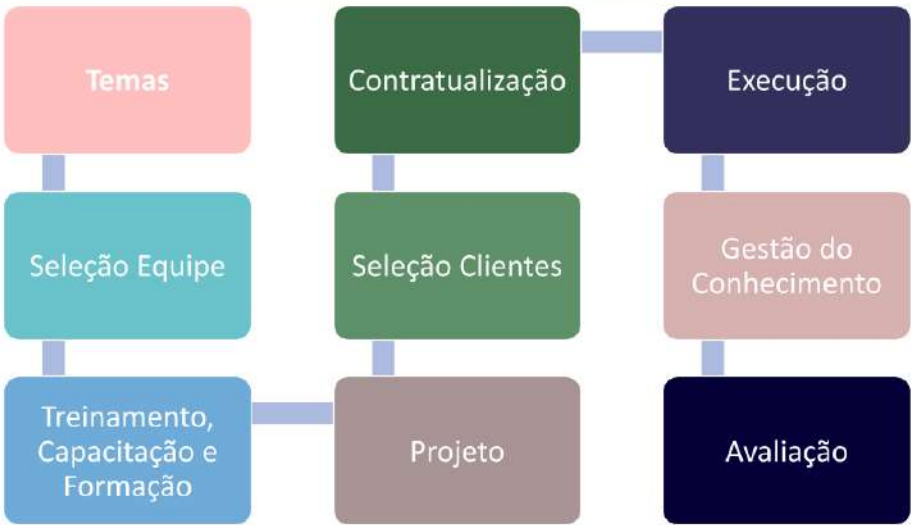 Temas
Seleção Equipe
Treinamento,
Capacitação e
Formação
Projeto
Seleção Clientes
Contratualização
Execução
Gestão do
Conhecimento
Avaliação